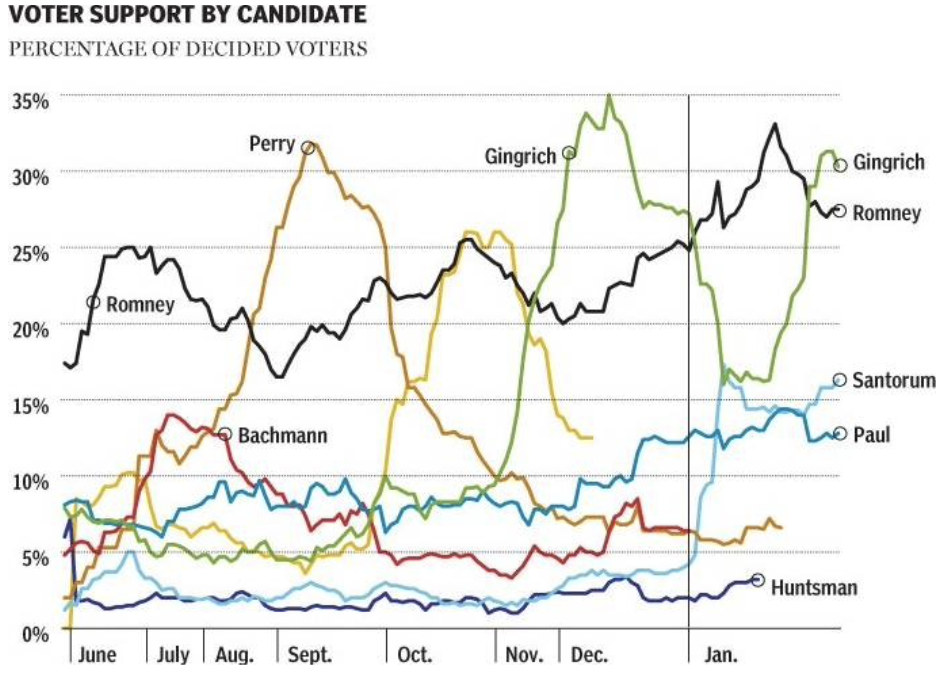 VOTER SUPPORT BY CANDIDATE
PERCENTAGE OF DECIDED VOTERS
35%
Perry
Gingrich
Gingrich
30%
Romney
25%
Romney
20%
Santorum
15%
Bachmann
Paul
10%
5%
Huntsman
0%
June July Aug. Sept. Oct. Nov. Dec. Jan.